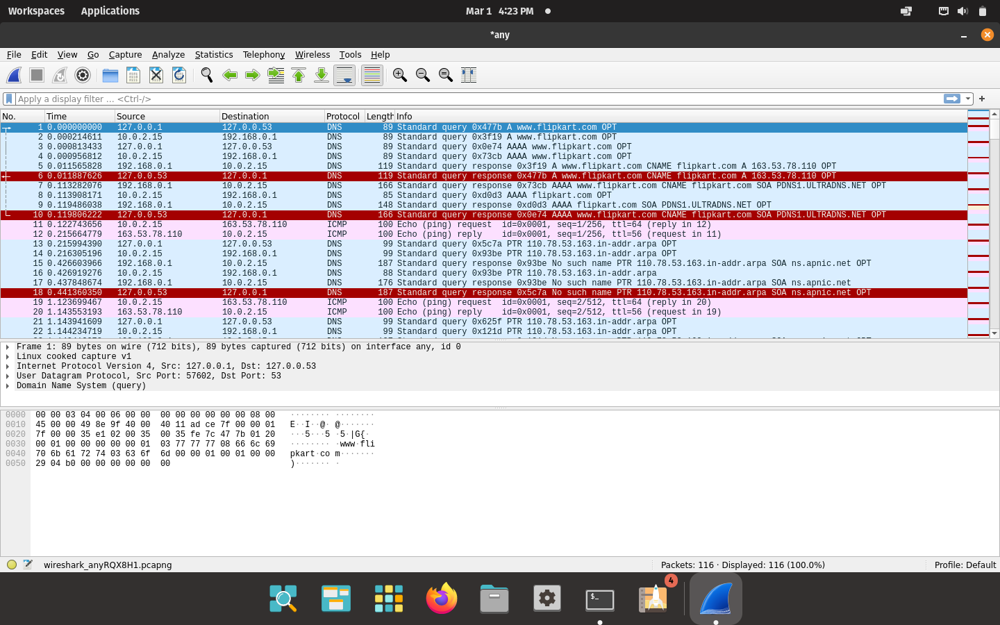 Workspaces Applications Mar 1 4:23 PM
*any
File Edit View Go Capture Analyze Statistics Telephony Wireless Tools Help
Apply a display filter … <Ctrl-/>
No. Time Source Destination Protocol Length Info
1 0.000000000 127.0.0.1 127.0.0.53 DNS 89 Standard query 0x477b A www.flipkart.com OPT
2 0.000214611 10.0.2.15 192.168.0.1 DNS 89 Standard query 0x3f19 A www.flipkart.com OPT
3 0.000813433 127.0.0.1 127.0.0.53 DNS 89 Standard query 0x0e74 AAAA www.flipkart.com OPT
4 0.000956812 10.0.2.15 192.168.0.1 DNS 89 Standard query 0x73cb AAAA www.flipkart.com OPT
5 0.011565828 192.168.0.1 10.0.2.15 DNS 119 Standard query response 0x3f19 A www.flipkart.com CNAME flipkart.com A 163.53.78.110 OPT
6 0.011887626 127.0.0.53 127.0.0.1 DNS 119 Standard query response 0x477b A www.flipkart.com CNAME flipkart.com A 163.53.78.110 OPT
7 0.113282076 192.168.0.1 10.0.2.15 DNS 166 Standard query response 0x73cb AAAA www.flipkart.com CNAME flipkart.com SOA PDNS1.ULTRADNS.NET OPT
8 0.113908171 10.0.2.15 192.168.0.1 DNS 85 Standard query 0xd0d3 AAAA flipkart.com OPT
9 0.119486038 192.168.0.1 10.0.2.15 DNS 148 Standard query response 0xd0d3 AAAA flipkart.com SOA PDNS1.ULTRADNS.NET OPT
10 0.119806222 127.0.0.53 127.0.0.1 DNS 166 Standard query response 0x0e74 AAAA www.flipkart.com CNAME flipkart.com SOA PDNS1.ULTRADNS.NET OPT
11 0.122743656 10.0.2.15 163.53.78.110 ICMP 100 Echo (ping) request id=0x0001, seq=1/256, ttl=64 (reply in 12)
12 0.215664779 163.53.78.110 10.0.2.15 ICMP 100 Echo (ping) reply id=0x0001, seq=1/256, ttl=56 (request in 11)
13 0.215994390 127.0.0.1 127.0.0.53 DNS 99 Standard query 0x5c7a PTR 110.78.53.163.in-addr.arpa OPT
14 0.216305196 10.0.2.15 192.168.0.1 DNS 99 Standard query 0x93be PTR 110.78.53.163.in-addr.arpa OPT
15 0.426603966 192.168.0.1 10.0.2.15 DNS 187 Standard query response 0x93be No such name PTR 110.78.53.163.in-addr.arpa SOA ns.apnic.net OPT
16 0.426919276 10.0.2.15 192.168.0.1 DNS 88 Standard query 0x93be PTR 110.78.53.163.in-addr.arpa
17 0.437848674 192.168.0.1 10.0.2.15 DNS 176 Standard query response 0x93be No such name PTR 110.78.53.163.in-addr.arpa SOA ns.apnic.net
18 0.441360350 127.0.0.53 127.0.0.1 DNS 187 Standard query response 0x5c7a No such name PTR 110.78.53.163.in-addr.arpa SOA ns.apnic.net OPT
19 1.123699467 10.0.2.15 163.53.78.110 ICMP 100 Echo (ping) request id=0x0001, seq=2/512, ttl=64 (reply in 20)
20 1.143553193 163.53.78.110 10.0.2.15 ICMP 100 Echo (ping) reply id=0x0001, seq=2/512, ttl=56 (request in 19)
21 1.143941609 127.0.0.1 127.0.0.53 DNS 99 Standard query 0x625f PTR 110.78.53.163.in-addr.arpa OPT
22 1.144234719 10.0.2.15 192.168.0.1 DNS 99 Standard query 0x121d PTR 110.78.53.163.in-addr.arpa OPT
Frame 1: 89 bytes on wire (712 bits), 89 bytes captured (712 bits) on interface any, id 0
Linux cooked capture v1
Internet Protocol Version 4, Src: 127.0.0.1, Dst: 127.0.0.53
User Datagram Protocol, Src Port: 57602, Dst Port: 53
Domain Name System (query)
0000 00 00 03 04 00 06 00 00 00 00 00 00 00 00 08 00 ········ ········
0010 45 00 00 49 8e 9f 40 00 40 11 ad ce 7f 00 00 01 E··I··@· @·······
0020 7f 00 00 35 e1 02 00 35 00 35 fe 7c 47 7b 01 20 ···5···5 ·5·|G{·
0030 00 01 00 00 00 00 00 01 03 77 77 77 08 66 6c 69 ········ ·www·fli
0040 70 6b 61 72 74 03 63 6f 6d 00 00 01 00 01 00 00 pkart·co m·······
0050 29 04 b0 00 00 00 00 00 00 )······· ·
wireshark_anyRQX8H1.pcapng Packets: 116 · Displayed: 116 (100.0%) Profile: Default
$_ 4